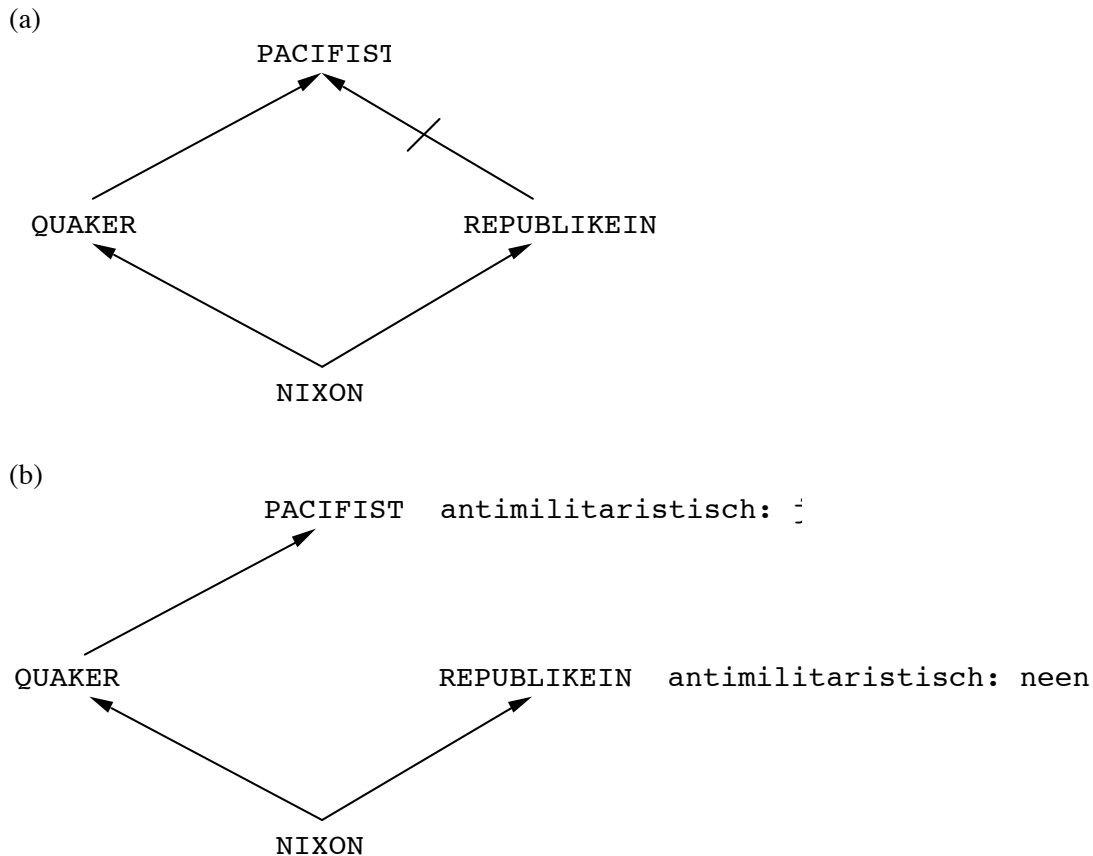 (a)
PACIFIST
QUAKER REPUBLIKEIN
NIXON
(b)
PACIFIST antimilitaristisch:
QUAKER REPUBLIKEIN antimilitaristisch: neen
NIXON